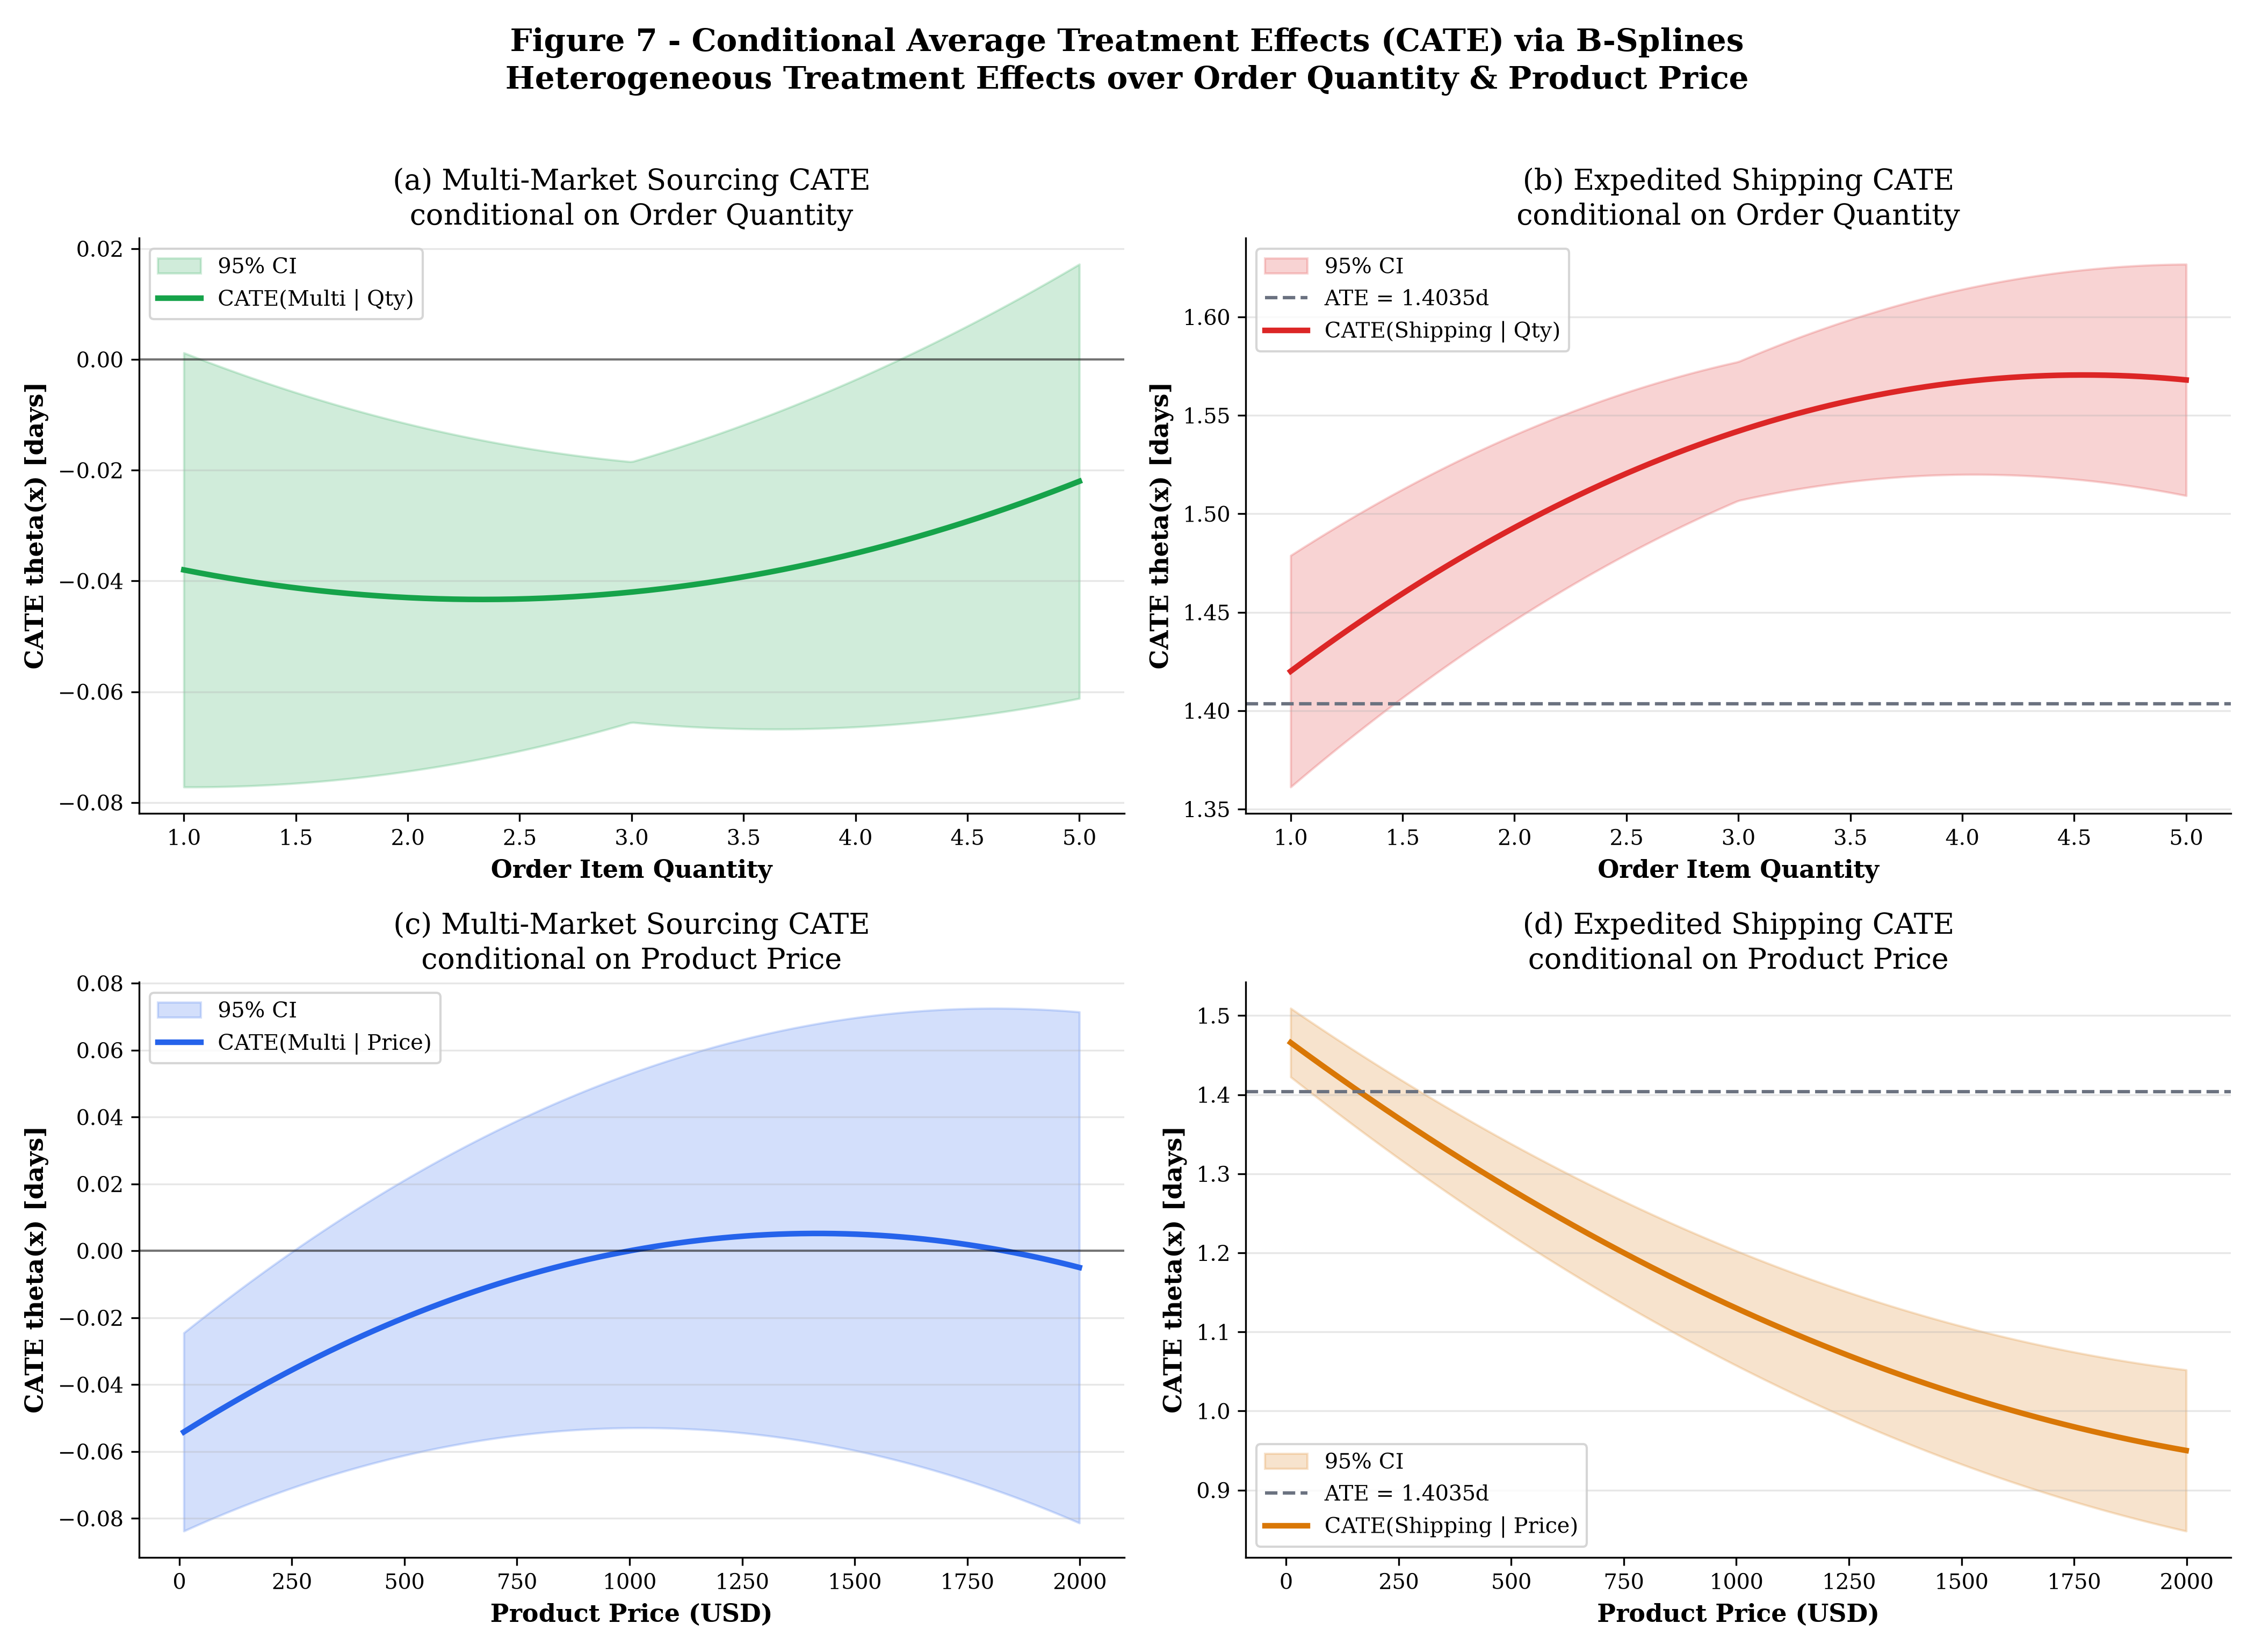 Figure 7 - Conditional Average Treatment Effects (CATE) via B-Splines
Heterogeneous Treatment Effects over Order Quantity & Product Price
(a) Multi-Market Sourcing CATE
conditional on Order Quantity
95% CI
CATE(Multi | Qty)
CATE theta(x) [days]
0.02
0.00
−0.02
−0.04
−0.06
−0.08
1.0 1.5 2.0 2.5 3.0 3.5 4.0 4.5 5.0
Order Item Quantity
(b) Expedited Shipping CATE
conditional on Order Quantity
95% CI
ATE = 1.4035d
CATE(Shipping | Qty)
CATE theta(x) [days]
1.60
1.55
1.50
1.45
1.40
1.35
1.0 1.5 2.0 2.5 3.0 3.5 4.0 4.5 5.0
Order Item Quantity
(c) Multi-Market Sourcing CATE
conditional on Product Price
95% CI
CATE(Multi | Price)
CATE theta(x) [days]
0.08
0.06
0.04
0.02
0.00
−0.02
−0.04
−0.06
−0.08
0 250 500 750 1000 1250 1500 1750 2000
Product Price (USD)
(d) Expedited Shipping CATE
conditional on Product Price
CATE theta(x) [days]
1.5
1.4
1.3
1.2
1.1
1.0
0.9
95% CI
ATE = 1.4035d
CATE(Shipping | Price)
0 250 500 750 1000 1250 1500 1750 2000
Product Price (USD)